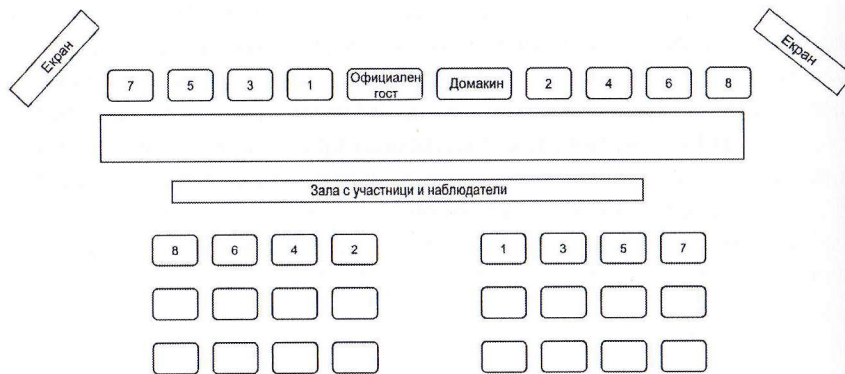 Екран
Екран
7 5 3 1 Официален гост Домакин 2 4 6 8
Зала с участници и наблюдатели
8 6 4 2 1 3 5 7